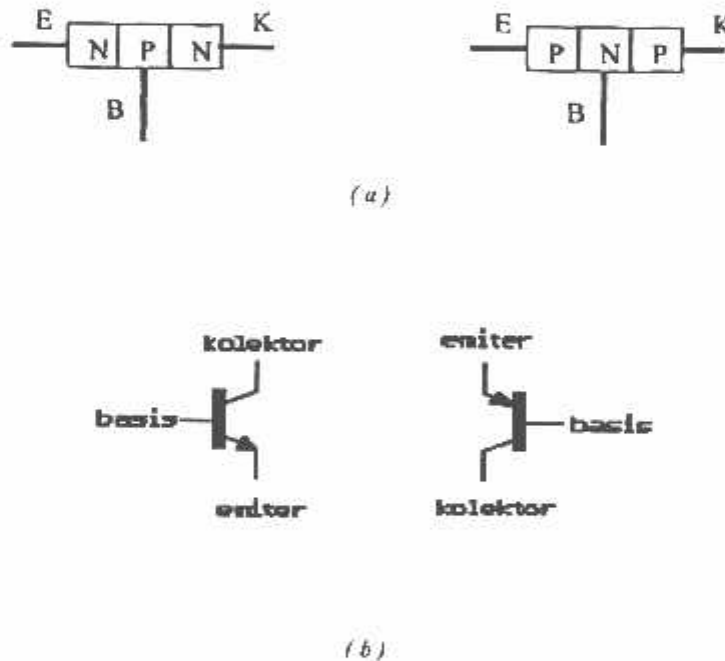 E N P N K E P N P K
B B
(a)
kolektor emiter
basis basis
emiter kolektor
(b)